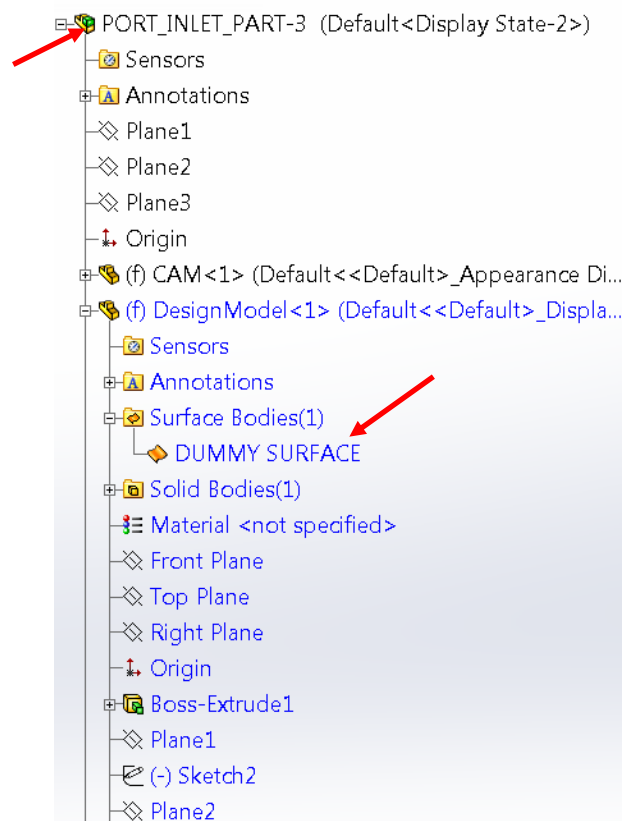 PORT_INLET_PART-3 (Default<Display State-2>)
Sensors
Annotations
Plane1
Plane2
Plane3
Origin
(f) CAM<1> (Default<<Default>_Appearance Di...
(f) DesignModel<1> (Default<<Default>_Displa...
Sensors
Annotations
Surface Bodies(1)
DUMMY SURFACE
Solid Bodies(1)
Material <not specified>
Front Plane
Top Plane
Right Plane
Origin
Boss-Extrude1
Plane1
(-) Sketch2
Plane2